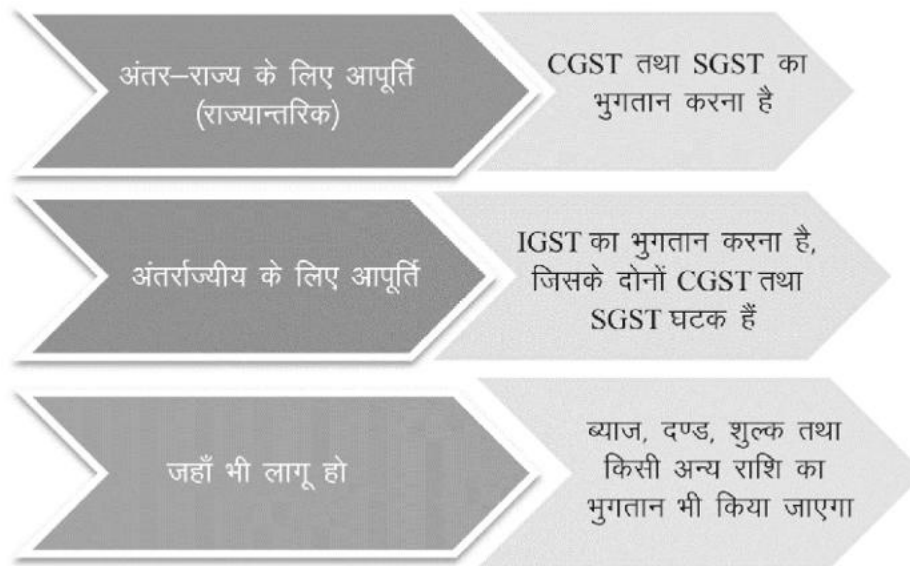 अंतर–राज्य के लिए आपूर्ति
(राज्यान्तरिक)
CGST तथा SGST का
भुगतान करना है
अंतर्राज्यीय के लिए आपूर्ति
IGST का भुगतान करना है,
जिसके दोनों CGST तथा
SGST घटक हैं
जहाँ भी लागू हो
ब्याज, दण्ड, शुल्क तथा
किसी अन्य राशि का
भुगतान भी किया जाएगा